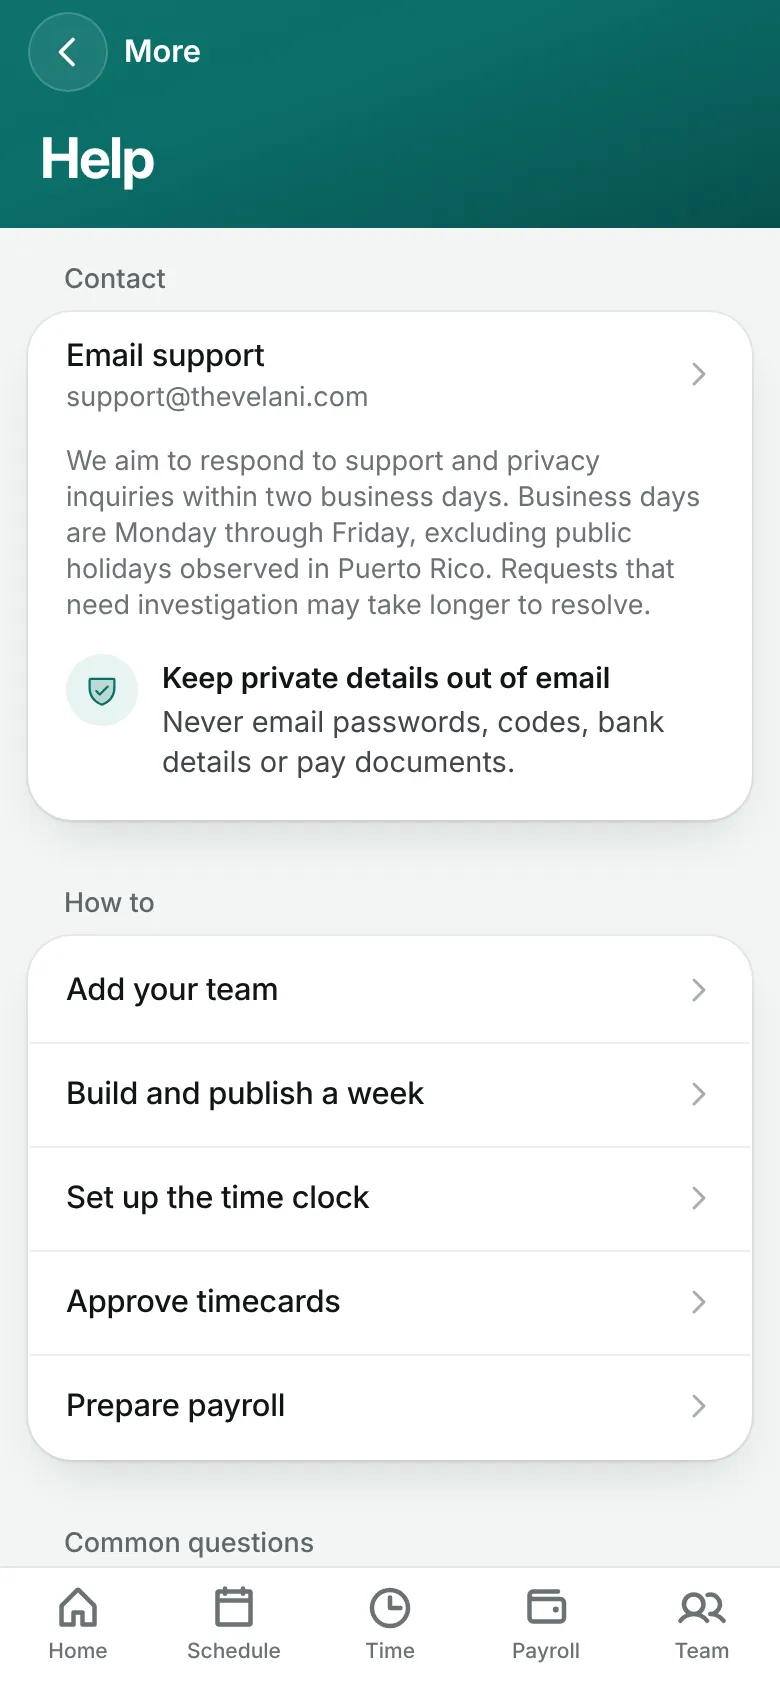 More
Help
Contact
Email support
support@thevelani.com
We aim to respond to support and privacy
inquiries within two business days. Business days
are Monday through Friday, excluding public
holidays observed in Puerto Rico. Requests that
need investigation may take longer to resolve.
Keep private details out of email
Never email passwords, codes, bank
details or pay documents.
How to
Add your team
Build and publish a week
Set up the time clock
Approve timecards
Prepare payroll
Common questions
Home
Schedule
Time
Payroll
Team